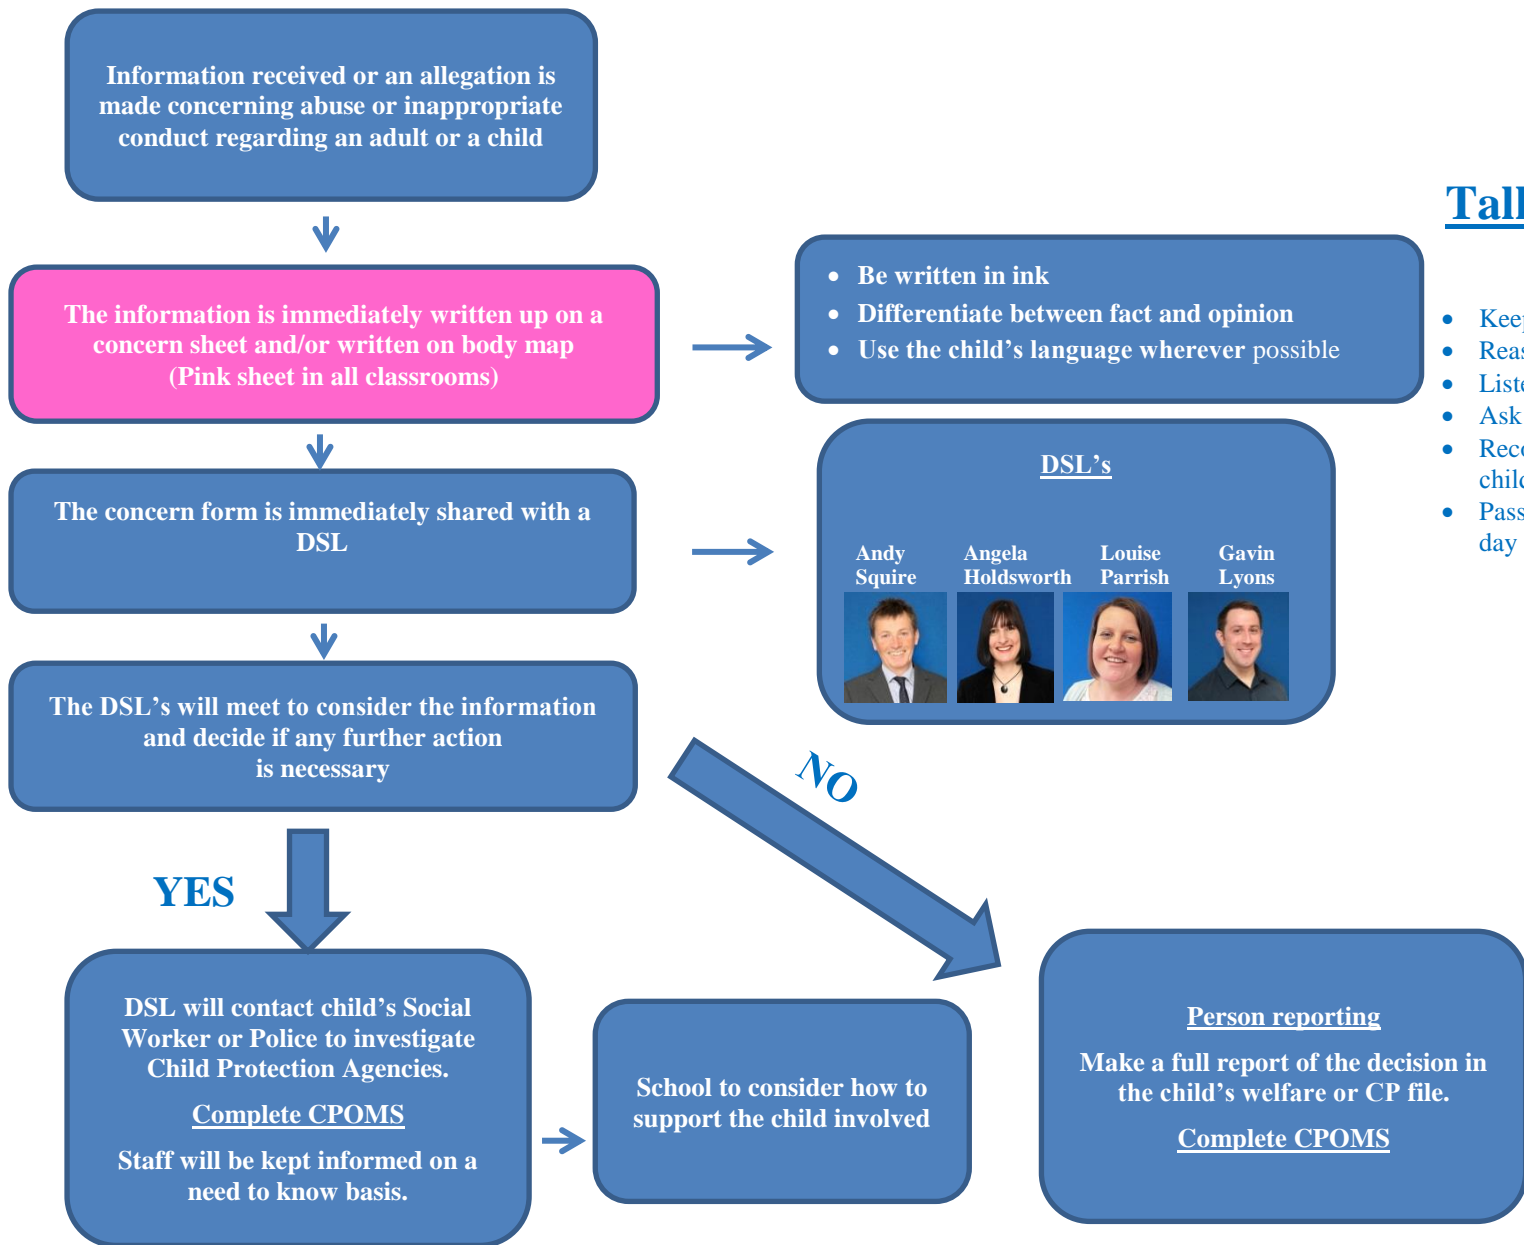 Information received or an allegation is
made concerning abuse or inappropriate
conduct regarding an adult or a child
The information is immediately written up on a
concern sheet and/or written on body map
(Pink sheet in all classrooms)
• Be written in ink
• Differentiate between fact and opinion
• Use the child’s language wherever possible
The concern form is immediately shared with a
DSL
DSL’s
Andy Squire
Angela Holdsworth
Louise Parrish
Gavin Lyons
The DSL’s will meet to consider the information
and decide if any further action
is necessary
NO
YES
DSL will contact child’s Social
Worker or Police to investigate
Child Protection Agencies.
Complete CPOMS
Staff will be kept informed on a
need to know basis.
School to consider how to
support the child involved
Person reporting
Make a full report of the decision in
the child’s welfare or CP file.
Complete CPOMS
• Ask
• Pass
day